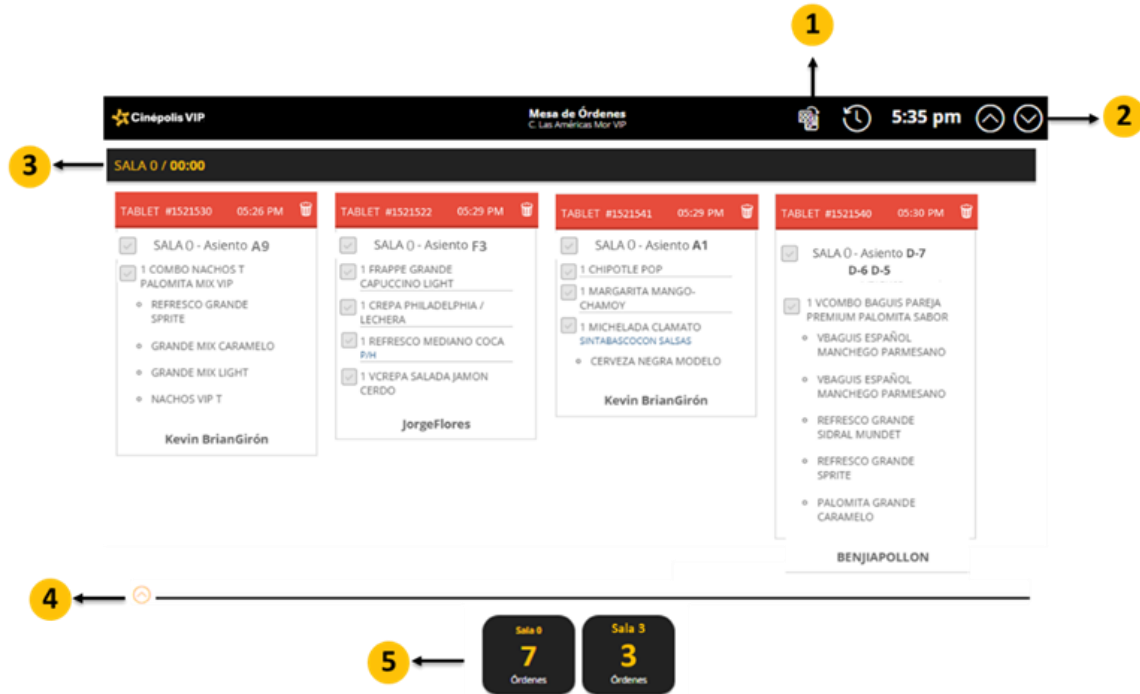 1
Cinépolis VIP
Mesa de Órdenes
C. Las Américas Mor VIP
5:35 pm
2
3
SALA 0 / 00:00
TABLET #1521530 05:26 PM
SALA 0 - Asiento A9
1 COMBO NACHOS T
PALOMITA MIX VIP
REFRESCO GRANDE
SPRITE
GRANDE MIX CARAMELO
GRANDE MIX LIGHT
NACHOS VIP T
Kevin BrianGirón
TABLET #1521522 05:29 PM
SALA 0 - Asiento F3
1 FRAPPE GRANDE
CAPUCCINO LIGHT
1 CREPA PHILADELPHIA /
LECHERA
1 REFRESCO MEDIANO COCA
P/H
1 VCREPA SALADA JAMON
CERDO
JorgeFlores
TABLET #1521541 05:29 PM
SALA 0 - Asiento A1
1 CHIPOTLE POP
1 MARGARITA MANGO-
CHAMOY
1 MICHELADA CLAMATO
SINTABASCOCON SALSAS
CERVEZA NEGRA MODELO
Kevin BrianGirón
TABLET #1521540 05:30 PM
SALA 0 - Asiento D-7
D-6 D-5
1 VCOMBO BAGUIS PAREJA
PREMIUM PALOMITA SABOR
VBAGUIS ESPAÑOL
MANCHEGO PARMESANO
VBAGUIS ESPAÑOL
MANCHEGO PARMESANO
REFRESCO GRANDE
SIDRAL MUNDET
REFRESCO GRANDE
SPRITE
PALOMITA GRANDE
CARAMELO
BENJIAPOLLON
4
5
Sala 0
7
Órdenes
Sala 3
3
Órdenes